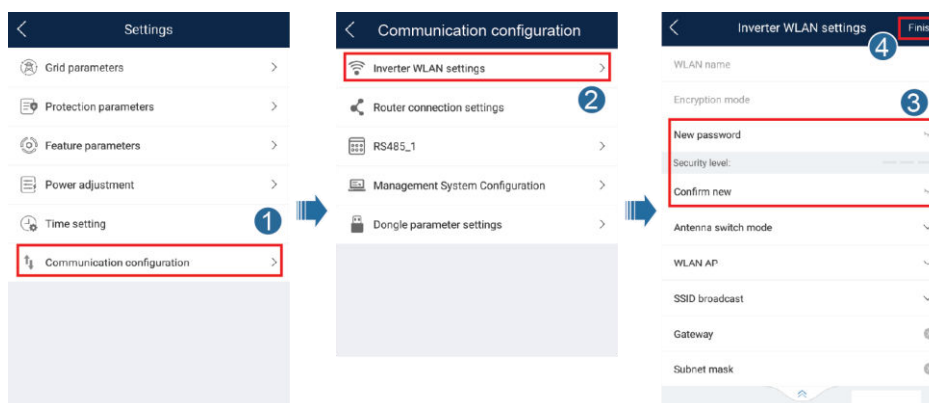 Settings
Grid parameters
Protection parameters
Feature parameters
Power adjustment
Time setting
1
Communication configuration
Communication configuration
Inverter WLAN settings
2
Router connection settings
RS485_1
Management System Configuration
Dongle parameter settings
Inverter WLAN settings
Finis
4
WLAN name
Encryption mode
3
New password
Security level:
Confirm new
Antenna switch mode
WLAN AP
SSID broadcast
Gateway
Subnet mask